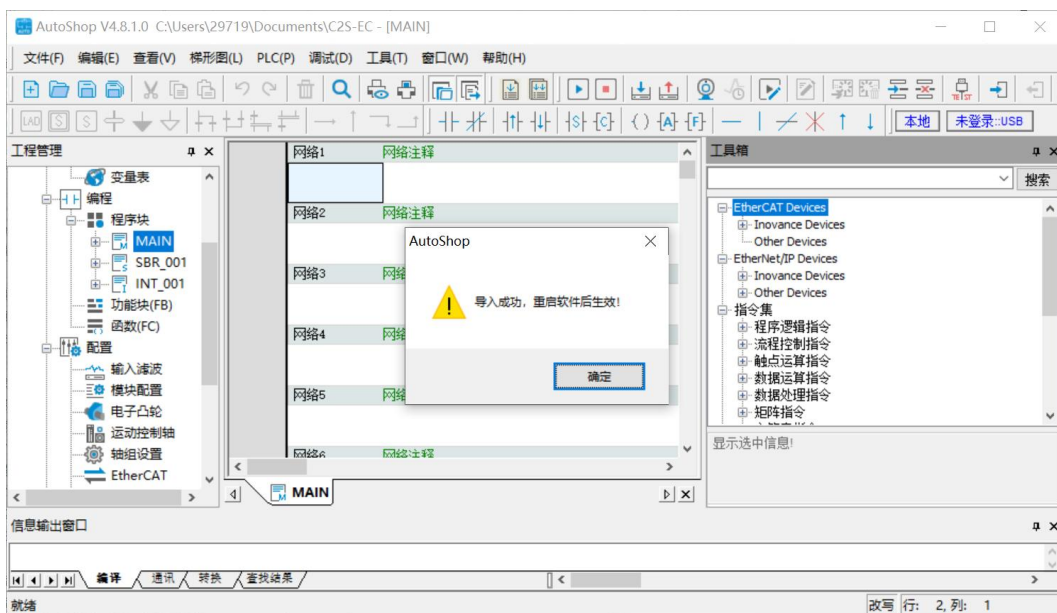 AutoShop V4.8.1.0 C:\Users\29719\Documents\C2S-EC - [MAIN]
文件(F) 编辑(E) 查看(V) 梯形图(L) PLC(P) 调试(D) 工具(T) 窗口(W) 帮助(H)
本地 未登录::USB
工程管理
变量表
编程
程序块
MAIN
SBR_001
INT_001
功能块(FB)
函数(FC)
配置
输入滤波
模块配置
电子凸轮
运动控制轴
轴组设置
EtherCAT
网络1 网络注释
网络2 网络注释
网络3
网络4
网络5
网络6 网络注释
MAIN
AutoShop
导入成功，重启软件后生效!
确定
工具箱
搜索
EtherCAT Devices
Inovance Devices
Other Devices
EtherNet/IP Devices
Inovance Devices
Other Devices
指令集
程序逻辑指令
流程控制指令
触点运算指令
数据运算指令
数据处理指令
矩阵指令
显示选中信息!
信息输出窗口
编译 通讯 转换 查找结果
就绪
改写 行: 2, 列: 1